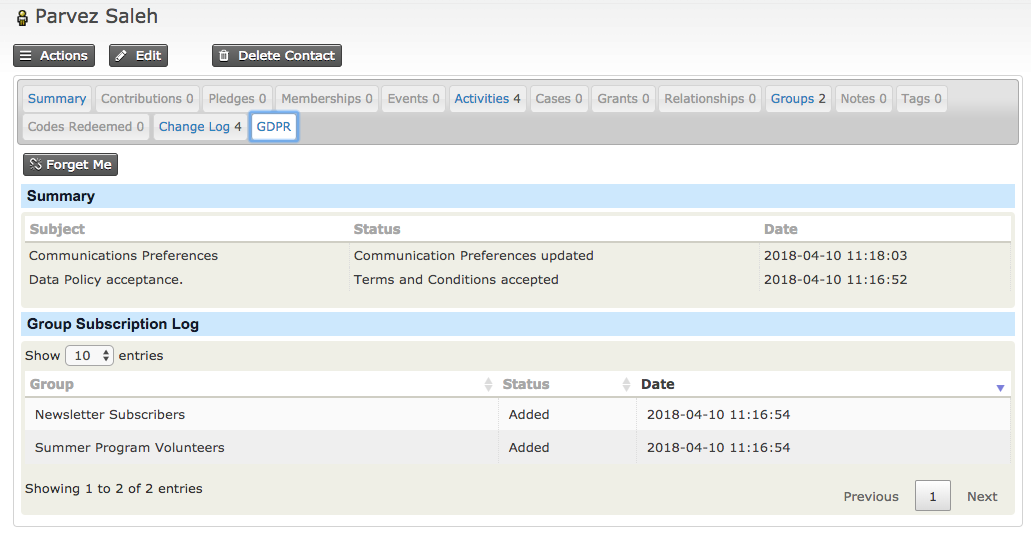 Parvez Saleh
Actions Edit Delete Contact
Summary Contributions 0 Pledges 0 Memberships 0 Events 0 Activities 4 Cases 0 Grants 0 Relationships 0 Groups 2 Notes 0 Tags 0
Codes Redeemed 0 Change Log 4 GDPR
Forget Me
Summary
Subject Status Date
Communications Preferences Communication Preferences updated 2018-04-10 11:18:03
Data Policy acceptance. Terms and Conditions accepted 2018-04-10 11:16:52
Group Subscription Log
Show 10 entries
Group Status Date
Newsletter Subscribers Added 2018-04-10 11:16:54
Summer Program Volunteers Added 2018-04-10 11:16:54
Showing 1 to 2 of 2 entries
Previous 1 Next